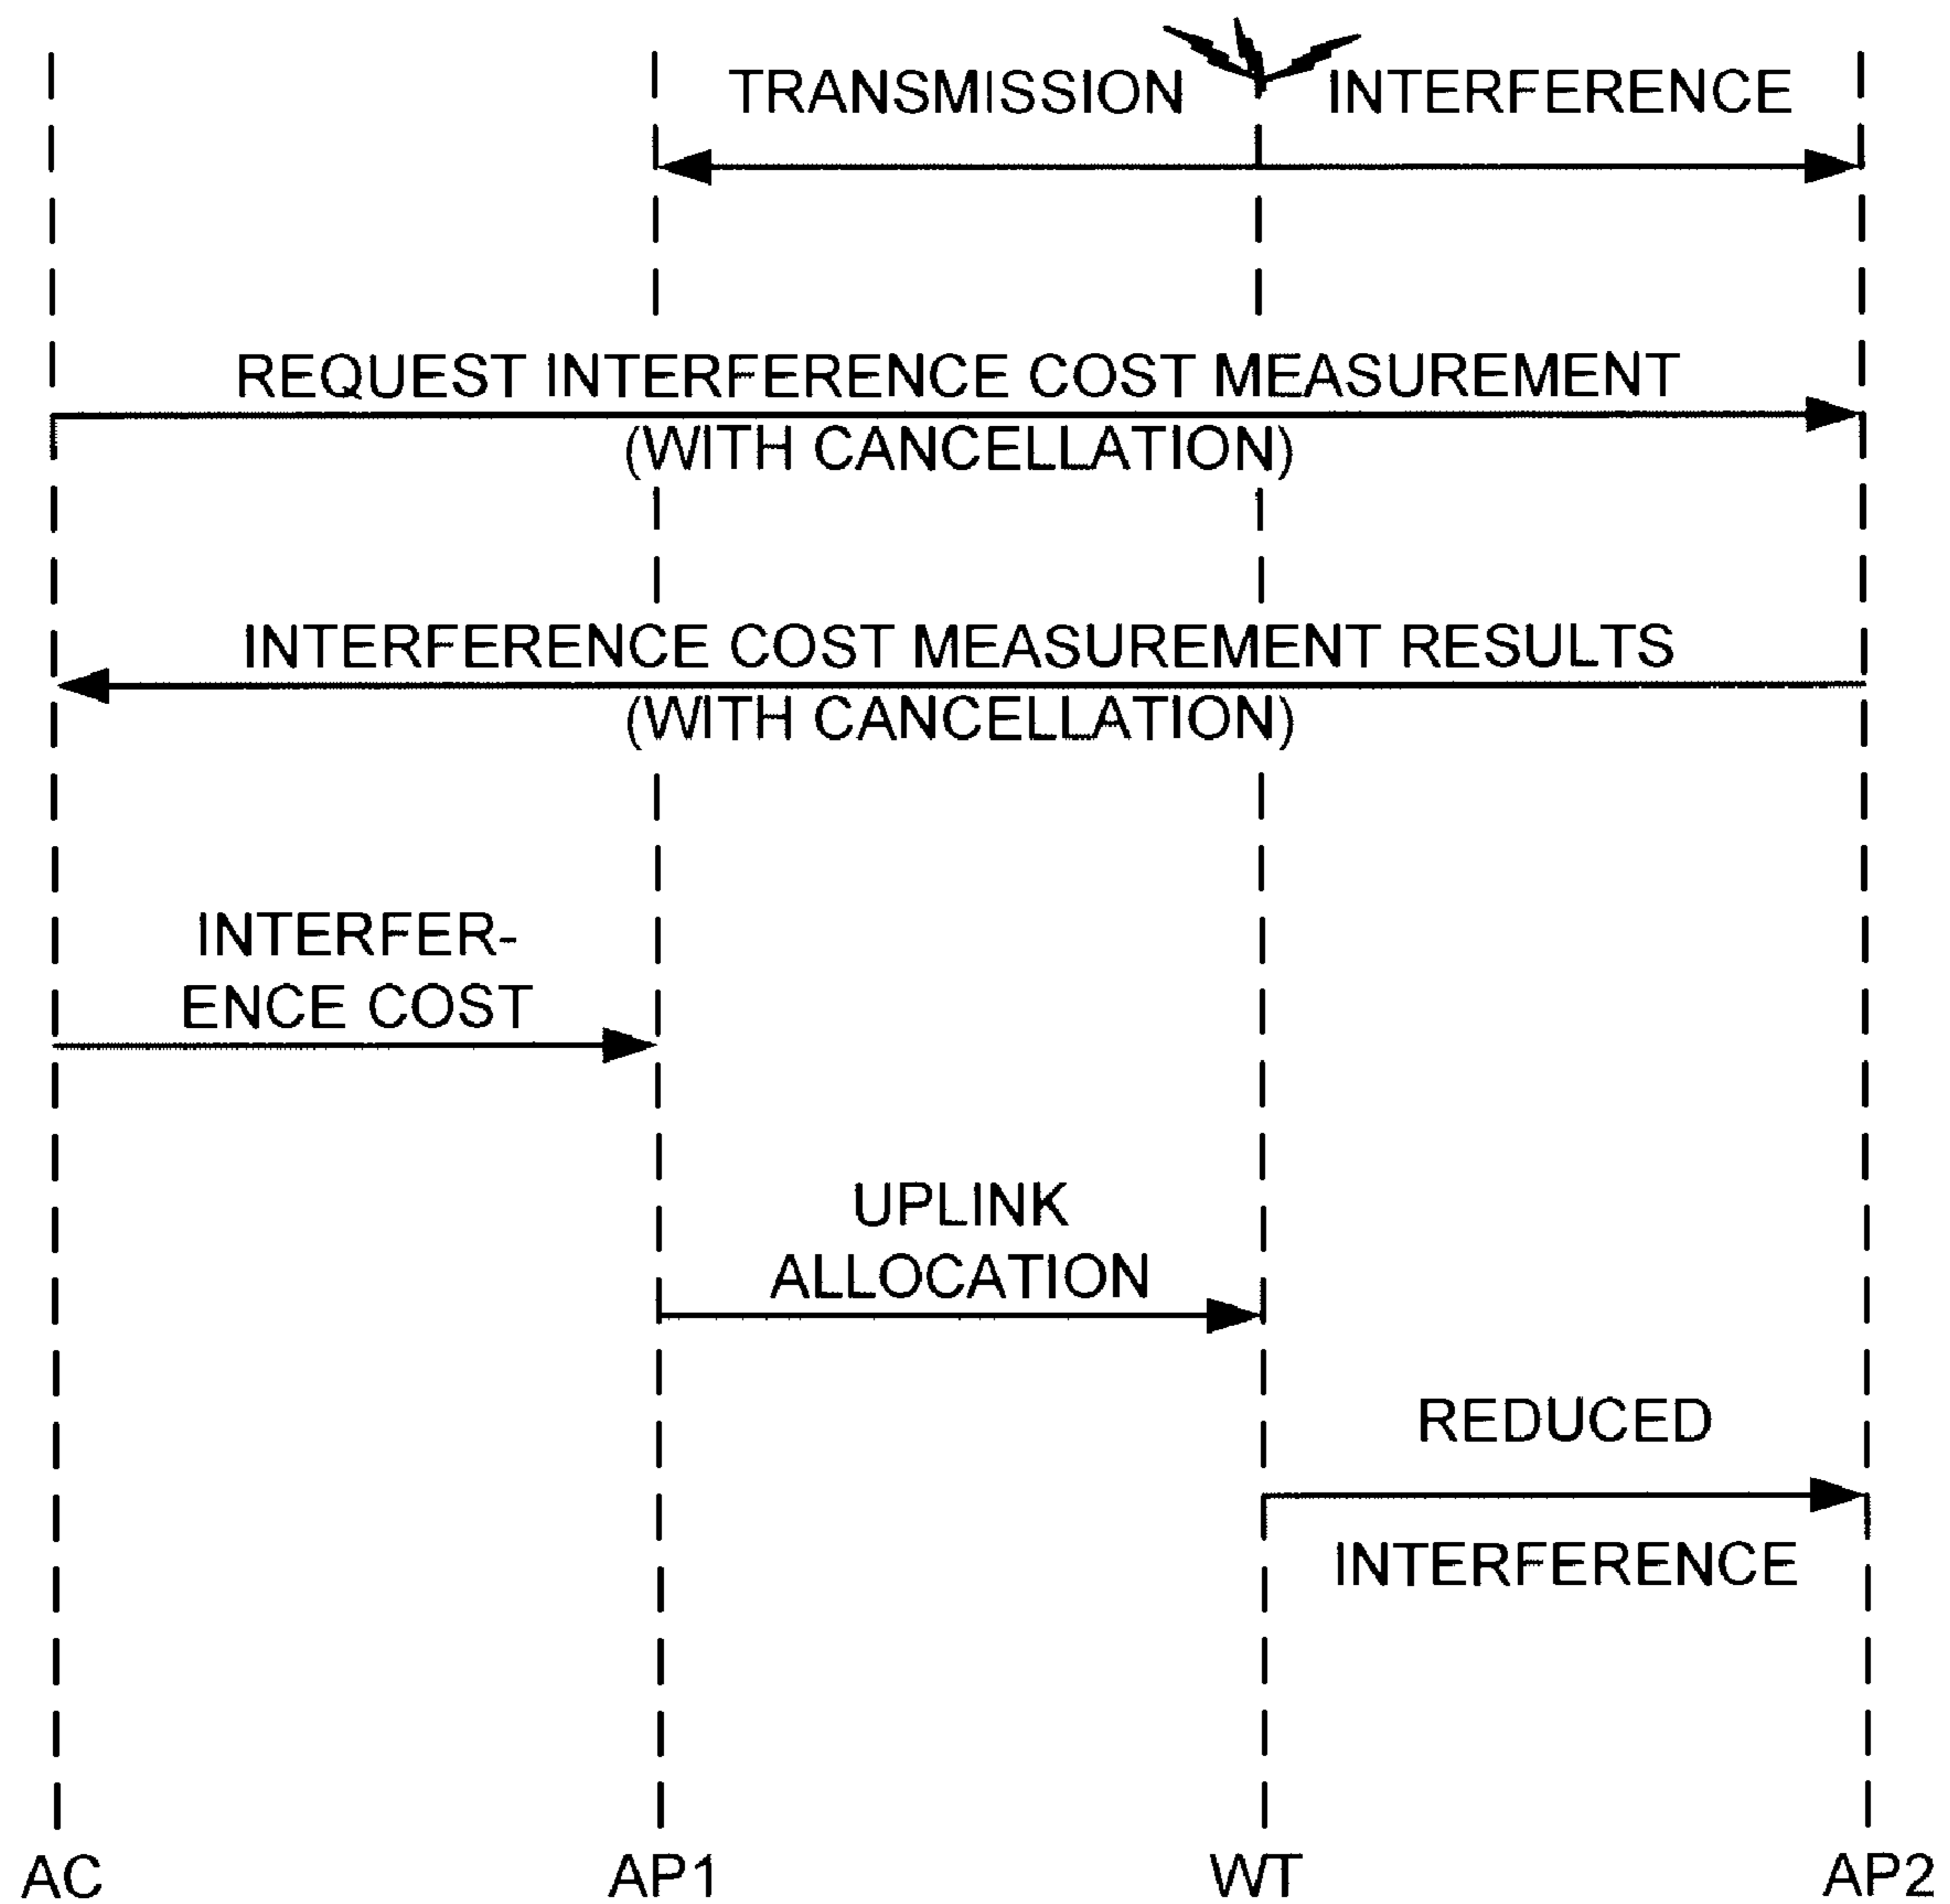 TRANSMISSION INTERFERENCE
REQUEST INTERFERENCE COST MEASUREMENT
(WITH CANCELLATION)
INTERFERENCE COST MEASUREMENT RESULTS
(WITH CANCELLATION)
INTERFER-
ENCE COST
UPLINK
ALLOCATION
REDUCED
INTERFERENCE
AC AP1 WT AP2